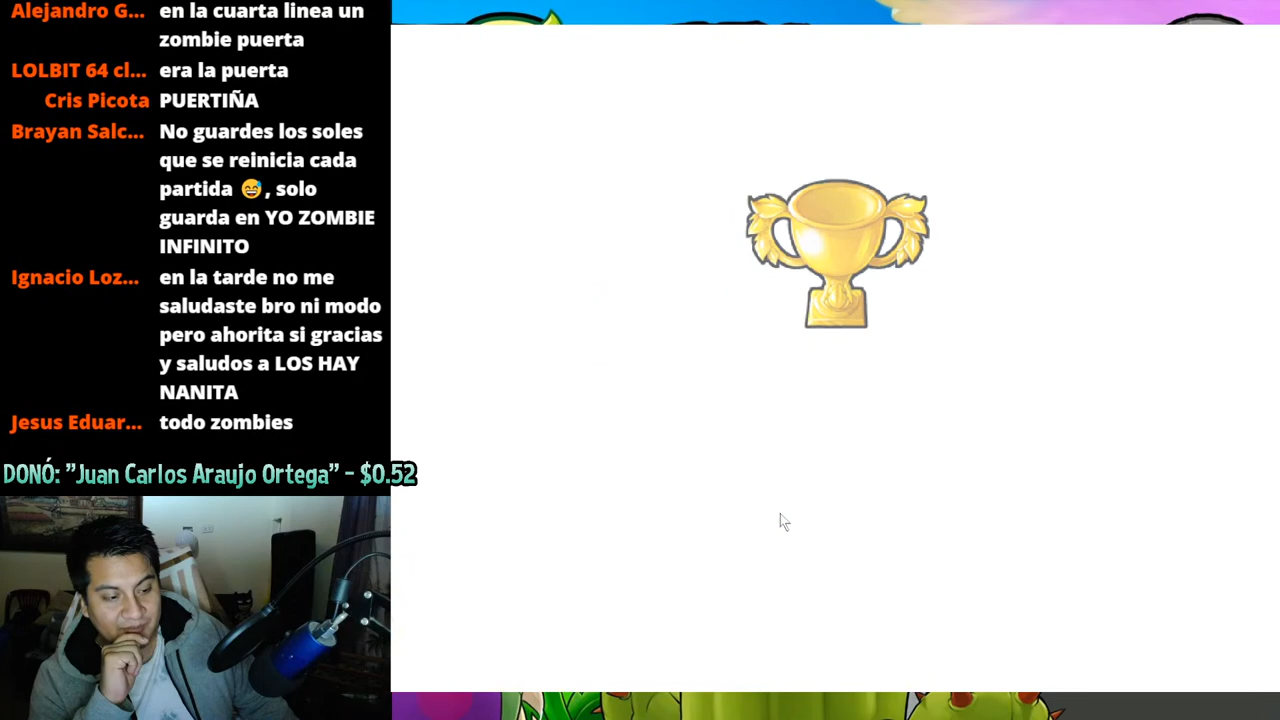 Alejandro G... en la cuarta linea un
zombie puerta
LOLBIT 64 cl... era la puerta
Cris Picota PUERTIÑA
Brayan Salc... No guardes los soles
que se reinicia cada
partida 😅, solo
guarda en YO ZOMBIE
INFINITO
Ignacio Loz... en la tarde no me
saludaste bro ni modo
pero ahorita si gracias
y saludos a LOS HAY
NANITA
Jesus Eduar... todo zombies
DONÓ: "Juan Carlos Araujo Ortega" - $0.52